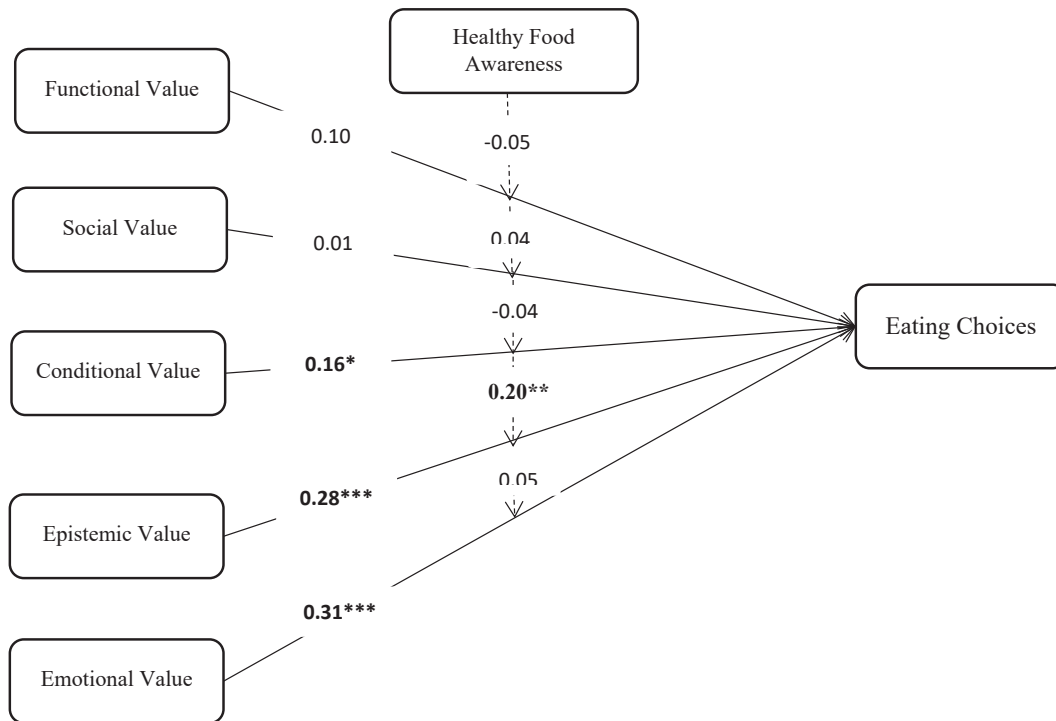 Healthy Food
Awareness
Functional Value
0.10
-0.05
Social Value
0.01
0.04
-0.04
Eating Choices
Conditional Value
0.16*
0.20**
0.05
Epistemic Value
0.28***
Emotional Value
0.31***